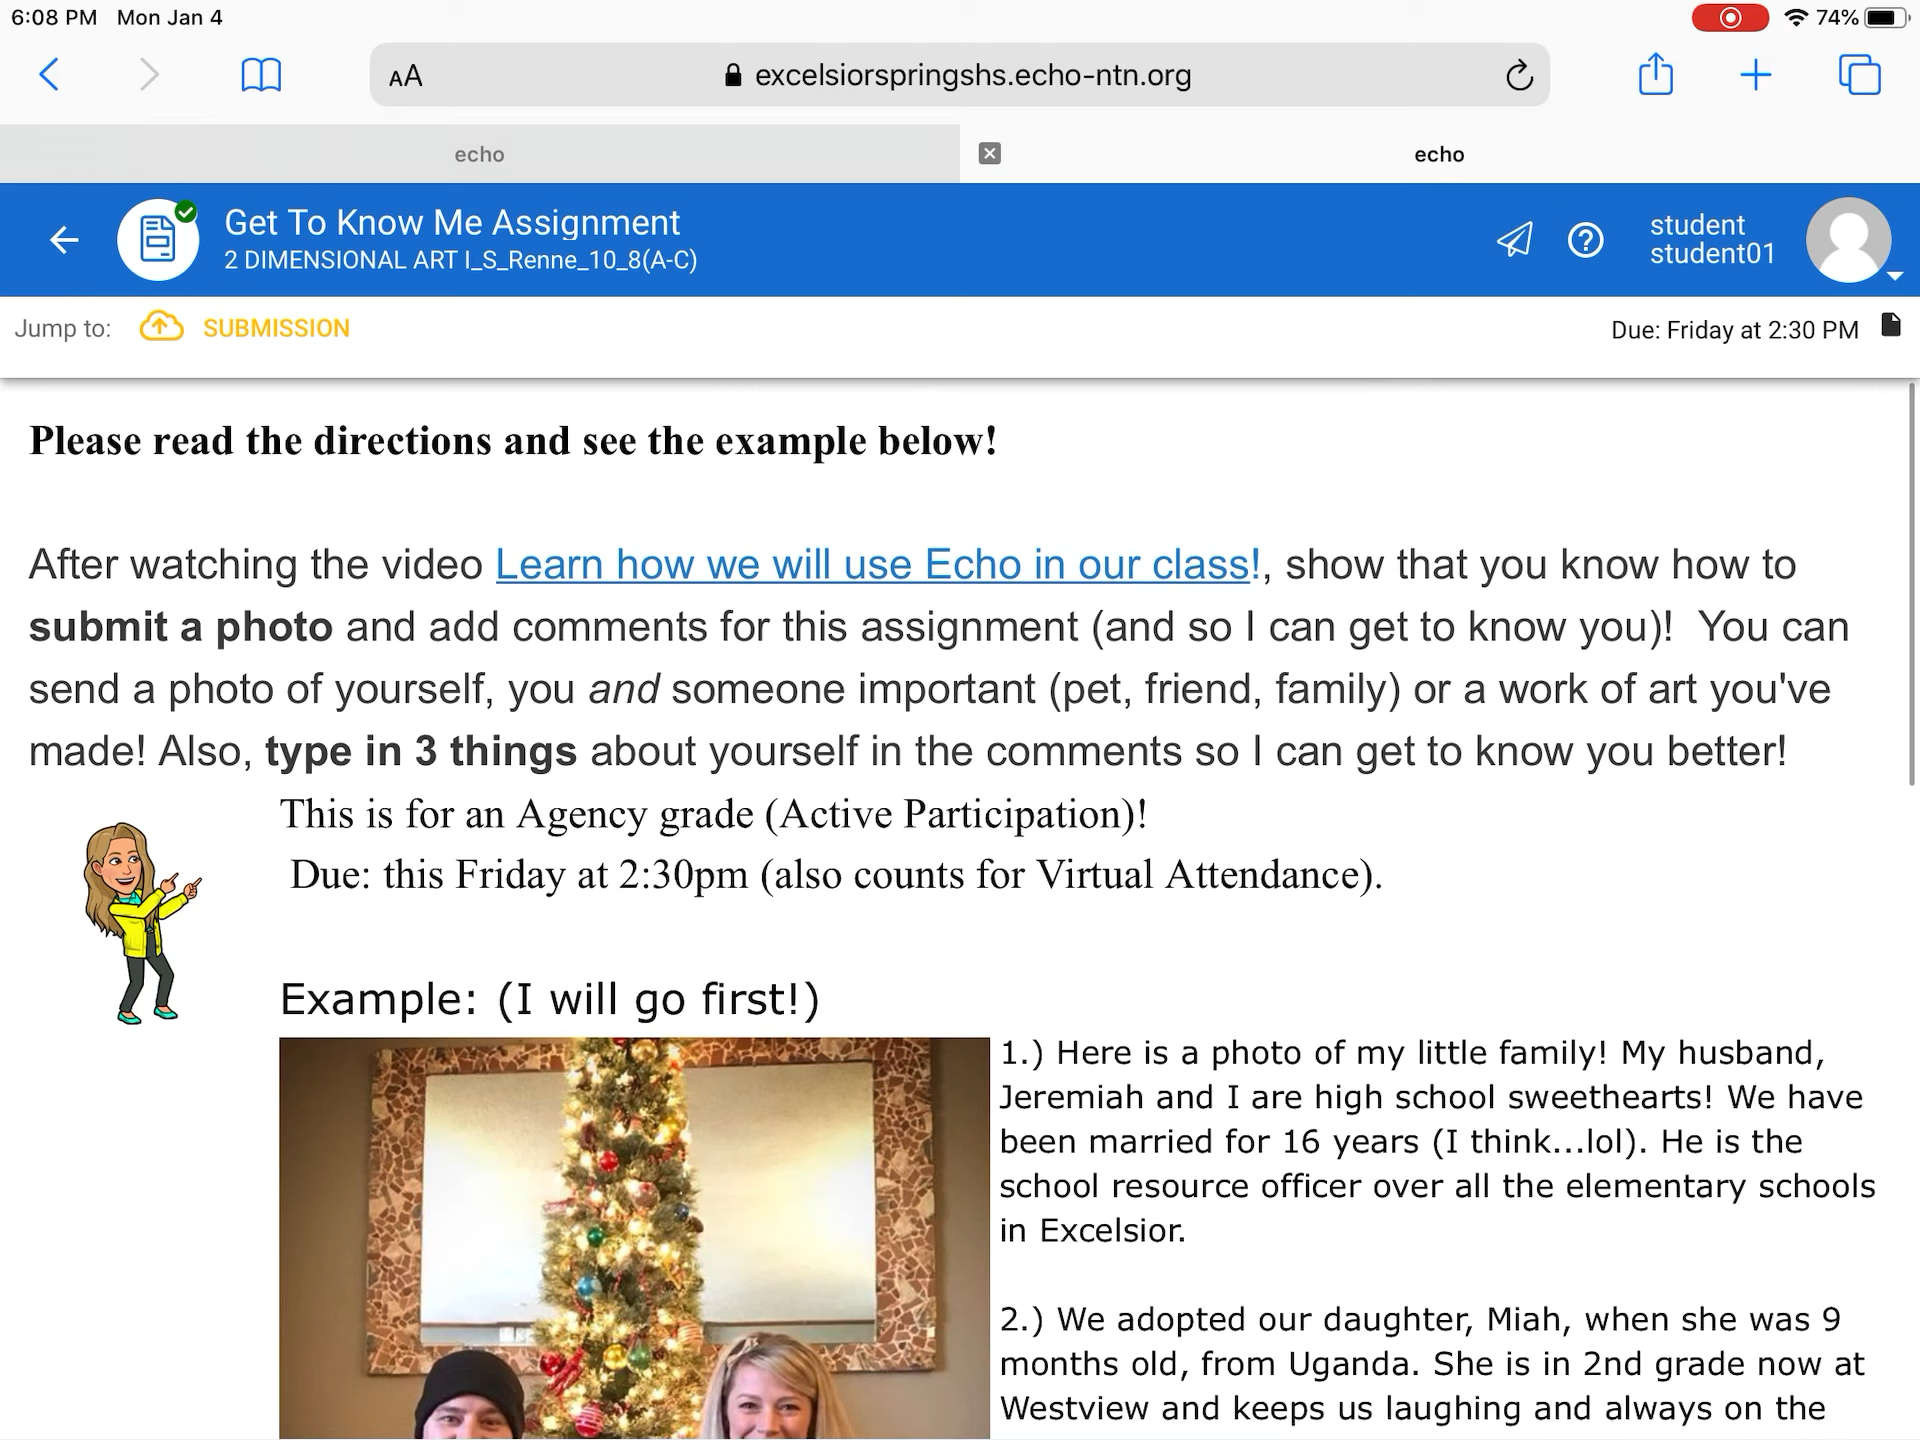 6:08 PM Mon Jan 4
74%
AA
excelsiorspringshs.echo-ntn.org
echo
echo
Get To Know Me Assignment
2 DIMENSIONAL ART I_S_Renne_10_8(A-C)
student
student01
Jump to:
SUBMISSION
Due: Friday at 2:30 PM
Please read the directions and see the example below!
After watching the video Learn how we will use Echo in our class!, show that you know how to
submit a photo and add comments for this assignment (and so I can get to know you)!  You can
send a photo of yourself, you and someone important (pet, friend, family) or a work of art you've
made! Also, type in 3 things about yourself in the comments so I can get to know you better!
This is for an Agency grade (Active Participation)!
Due: this Friday at 2:30pm (also counts for Virtual Attendance).
Example: (I will go first!)
1.) Here is a photo of my little family! My husband,
Jeremiah and I are high school sweethearts! We have
been married for 16 years (I think...lol). He is the
school resource officer over all the elementary schools
in Excelsior.
2.) We adopted our daughter, Miah, when she was 9
months old, from Uganda. She is in 2nd grade now at
Westview and keeps us laughing and always on the